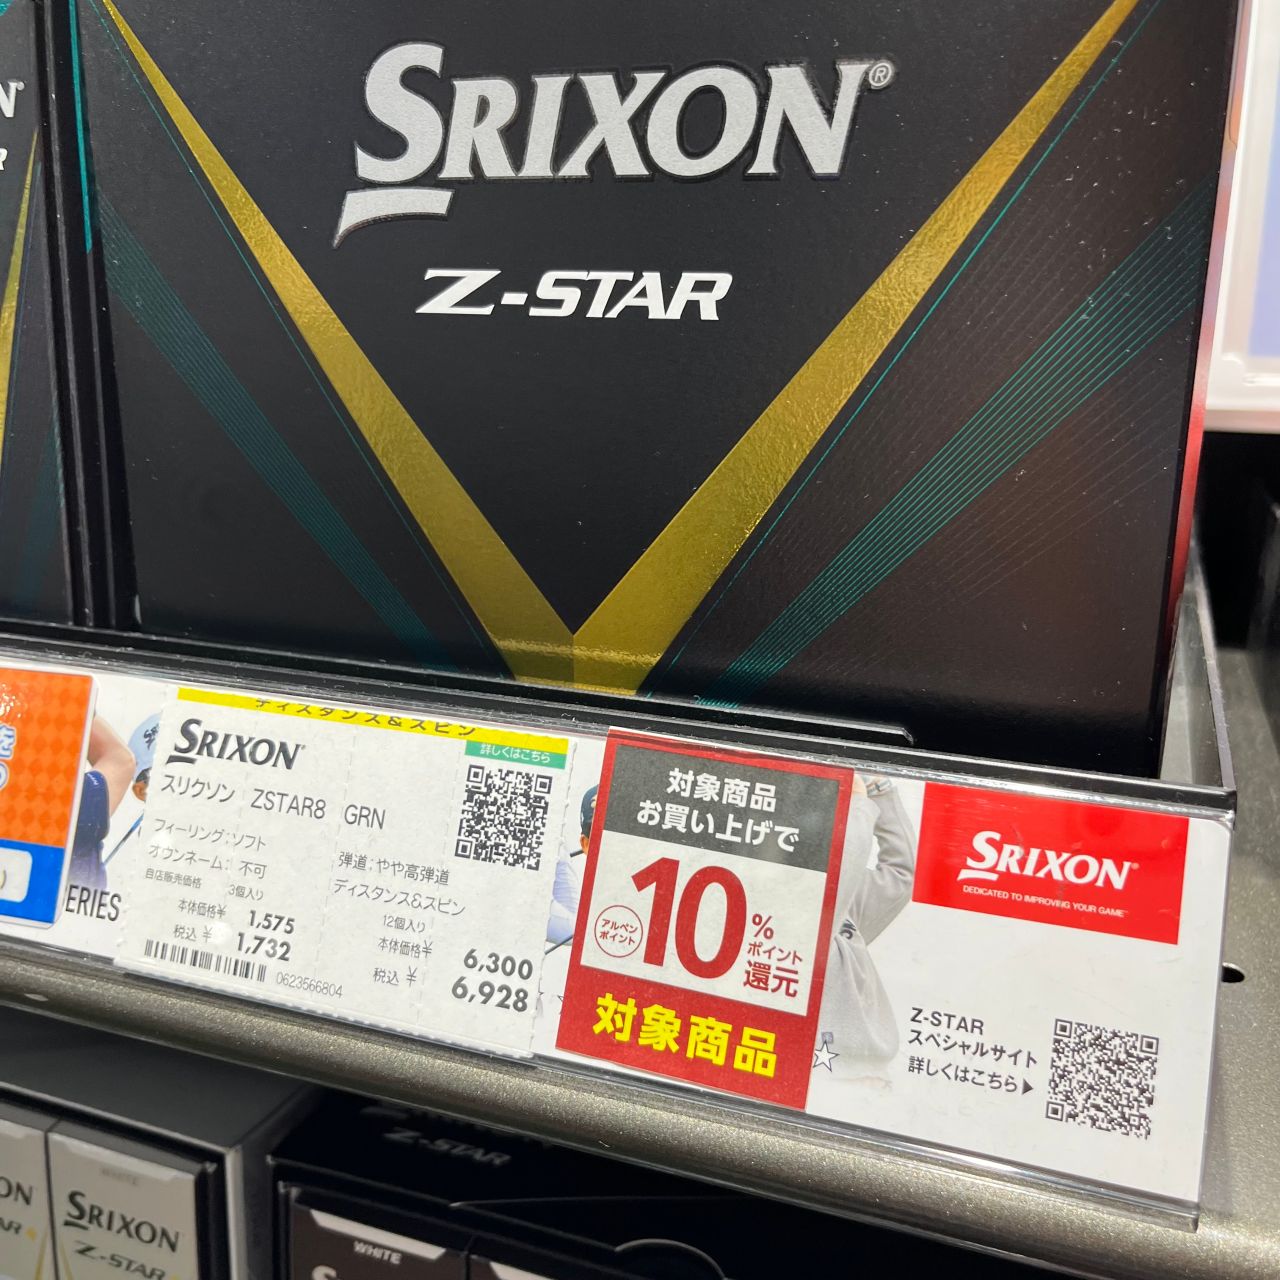 SRIXON®
Z-STAR
ディスタンス&スピン
詳しくはこちら
SRIXON
スリクソン ZSTAR8 GRN
フィーリング:ソフト
オウンネーム: 不可
弾道:やや高弾道
ディスタンス&スピン
自店販売価格 3個入り
本体価格¥ 1,575
税込 ¥ 1,732
12個入り
本体価格¥ 6,300
税込 ¥ 6,928
0623566804
ERIES
対象商品
お買い上げで
アルペン
ポイント
10%
ポイント
還元
対象商品
SRIXON
DEDICATED TO IMPROVING YOUR GAME
Z-STAR
スペシャルサイト
詳しくはこちら▶
Z-STAR
WHITE
SRIXON
Z-STAR
WHITE